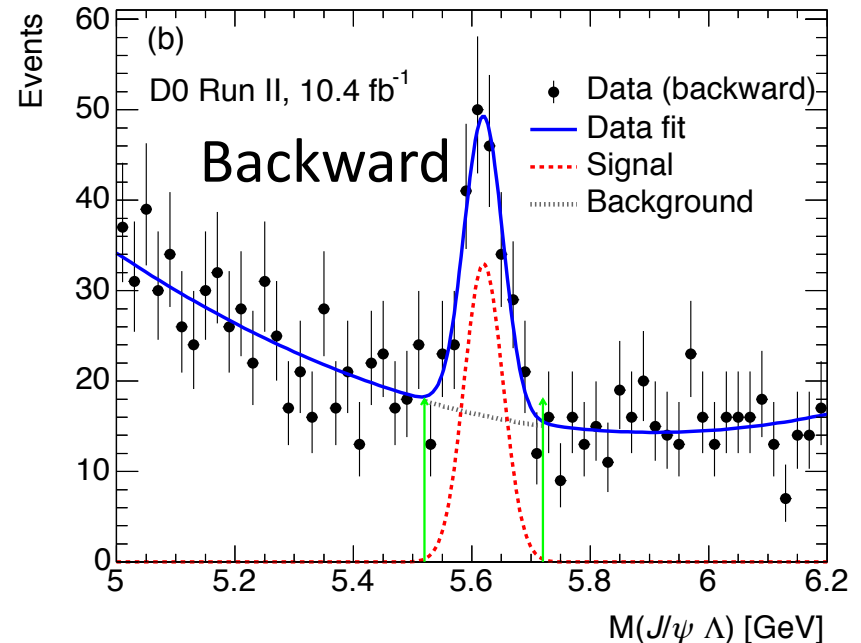 60
50
40
30
20
10
0
Events
(b)
D0 Run II, 10.4 fb⁻¹
Backward
Data (backward)
Data fit
Signal
Background
5 5.2 5.4 5.6 5.8 6 6.2
M(J/ψ Λ) [GeV]